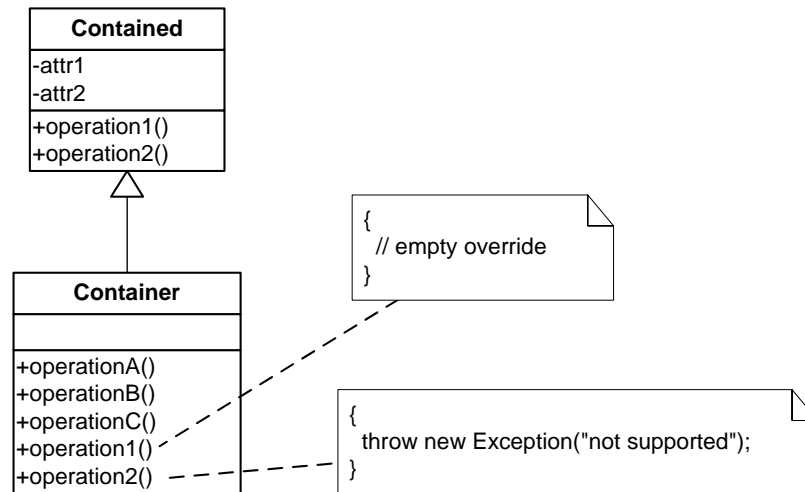 Contained
-attr1
-attr2
+operation1()
+operation2()
{
// empty override
}
Container
+operationA()
+operationB()
+operationC()
+operation1()
+operation2()
{
throw new Exception("not supported");
}